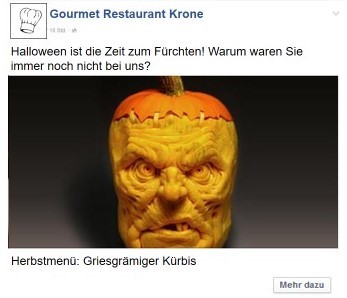 Gourmet Restaurant Krone
Halloween ist die Zeit zum Fürchten! Warum waren Sie
immer noch nicht bei uns?
Herbstmenü: Griesgrämiger Kürbis
Mehr dazu